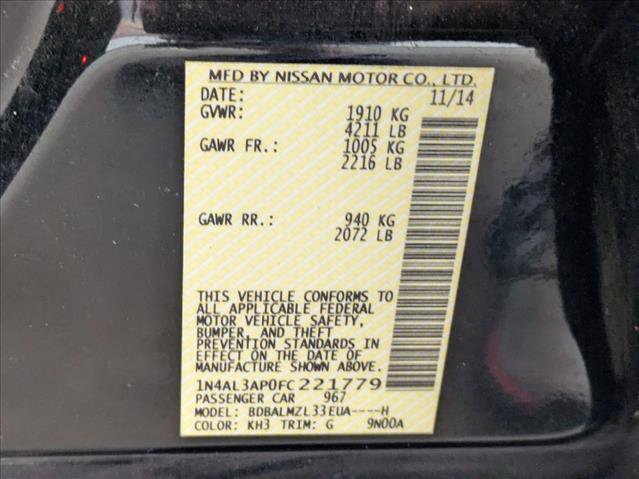 MFD BY NISSAN MOTOR CO., LTD.
DATE: 11/14
GVWR: 1910 KG
4211 LB
GAWR FR.: 1005 KG
2216 LB
GAWR RR.: 940 KG
2072 LB
THIS VEHICLE CONFORMS TO
ALL APPLICABLE FEDERAL
MOTOR VEHICLE SAFETY,
BUMPER, AND THEFT
PREVENTION STANDARDS IN
EFFECT ON THE DATE OF
MANUFACTURE SHOWN ABOVE.
1N4AL3AP0FC221779
PASSENGER CAR 967
MODEL: BDBALMZL33EUA----H
COLOR: KH3 TRIM: G 9N00A